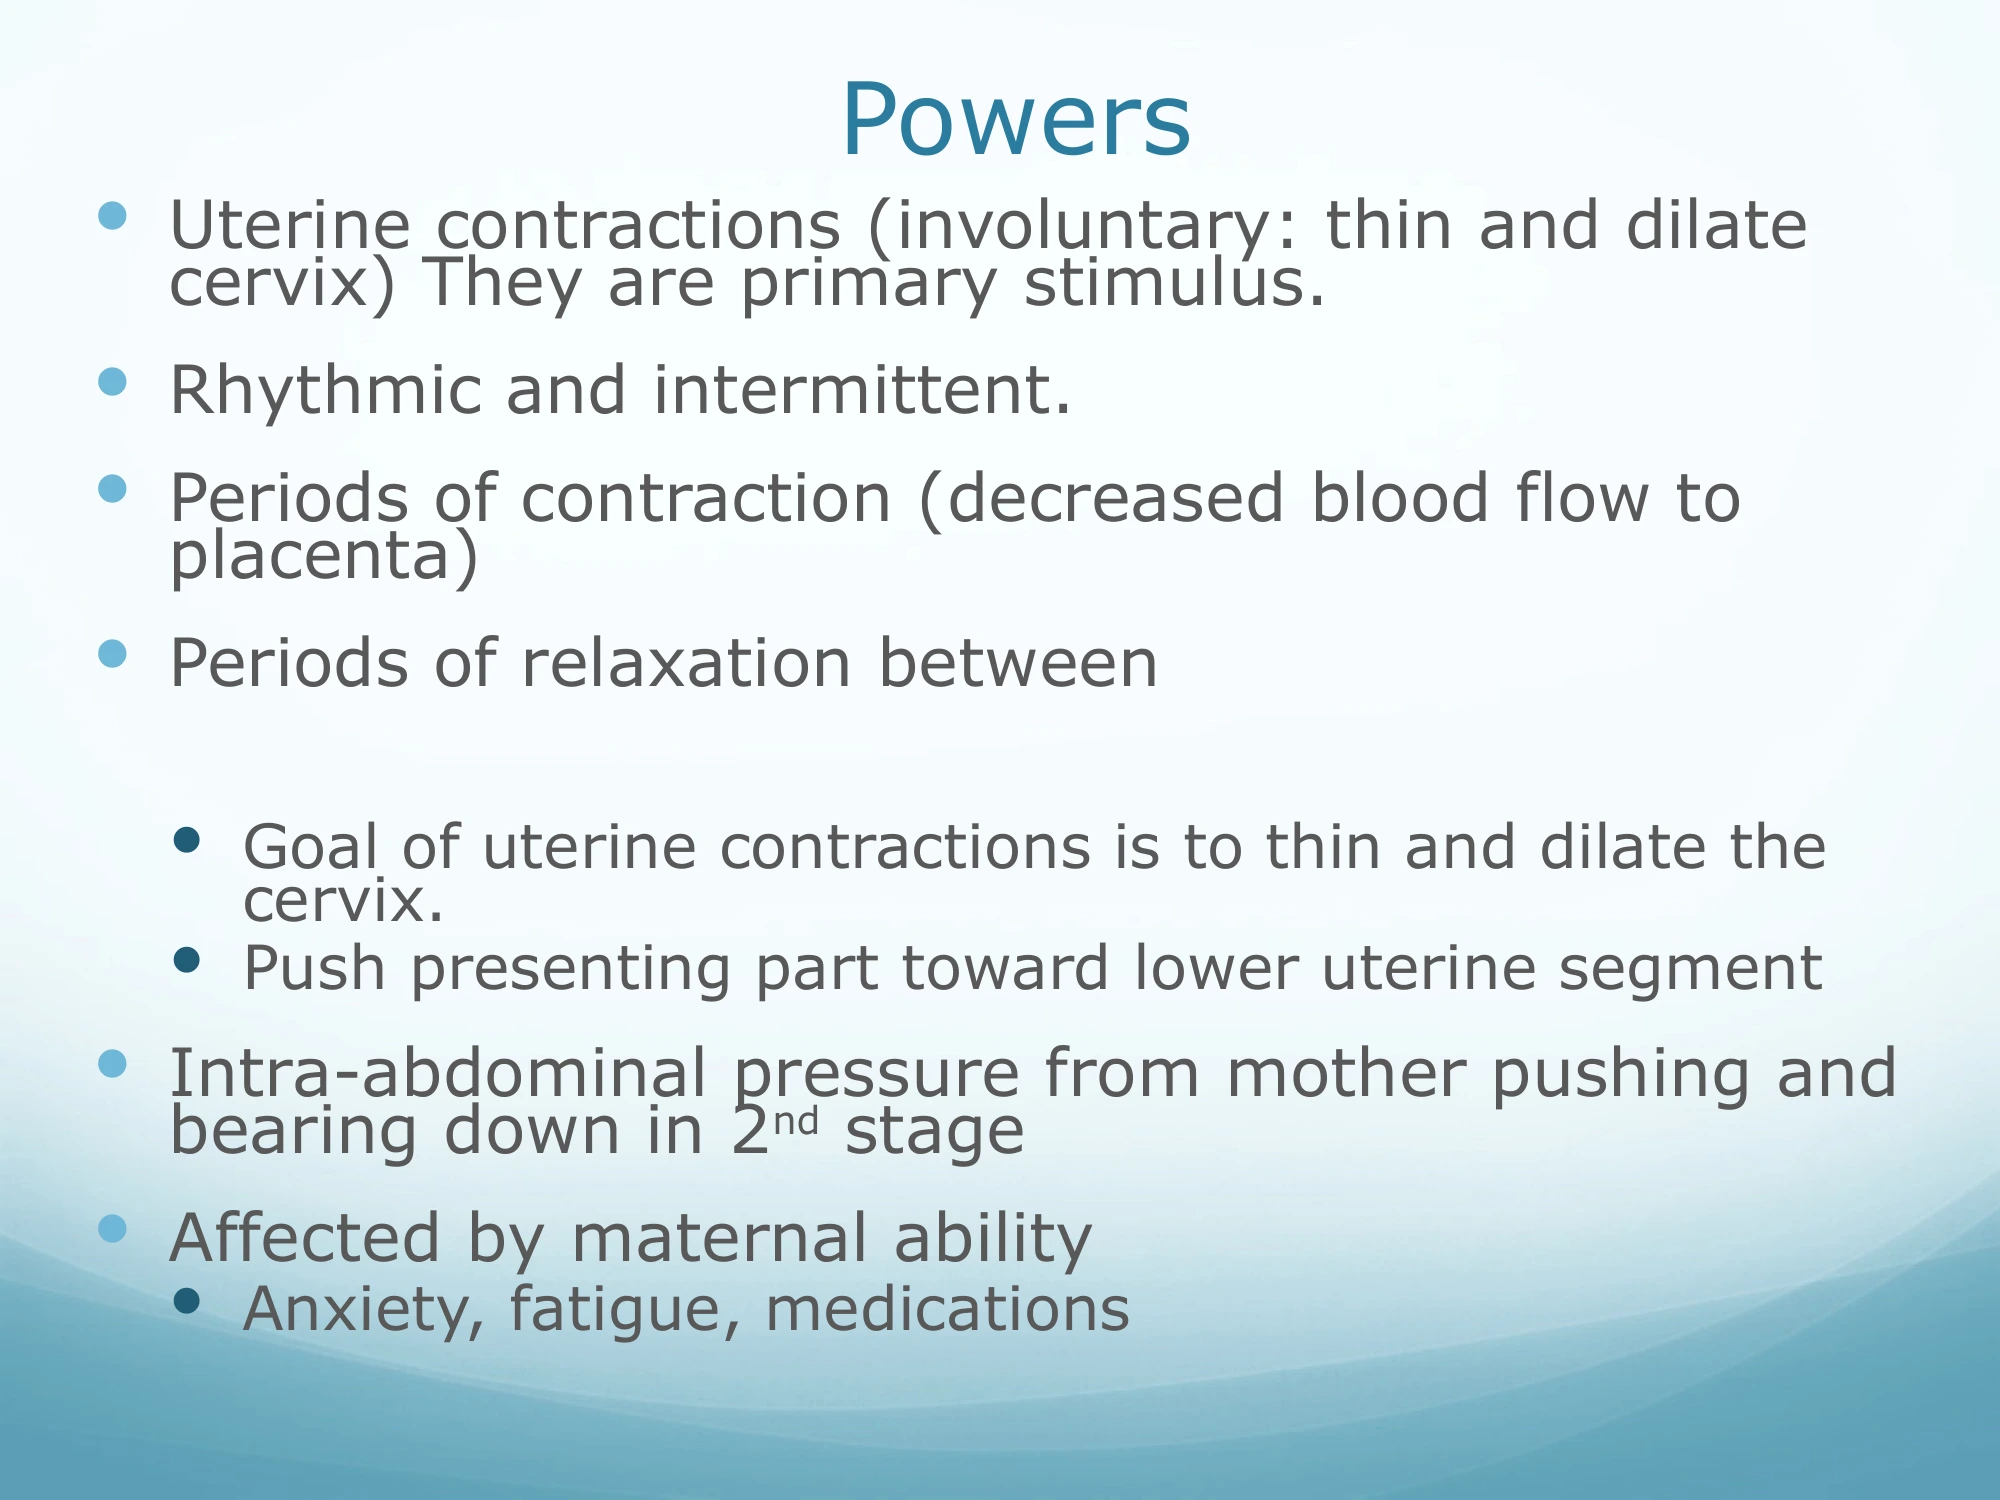 Powers
• Uterine contractions (involuntary: thin and dilate
cervix) They are primary stimulus.
• Rhythmic and intermittent.
• Periods of contraction (decreased blood flow to
placenta)
• Periods of relaxation between
• Goal of uterine contractions is to thin and dilate the
cervix.
• Push presenting part toward lower uterine segment
• Intra-abdominal pressure from mother pushing and
bearing down in 2nd stage
• Affected by maternal ability
• Anxiety, fatigue, medications